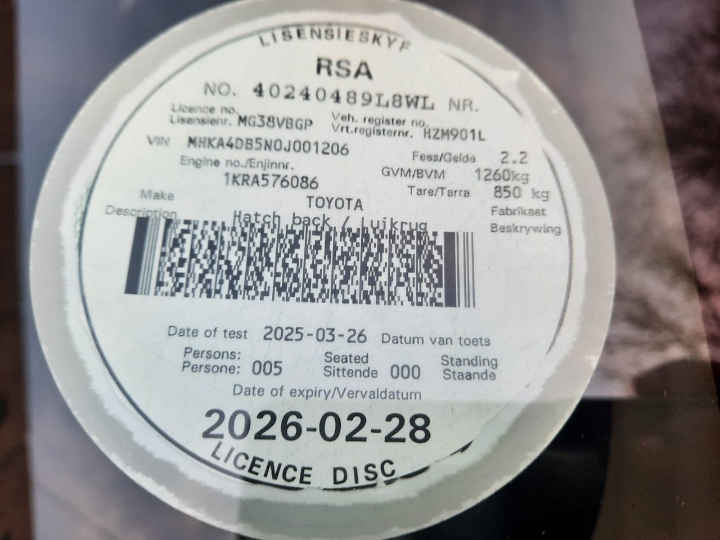 LISENSIESKYF
RSA
NO. 40240489L8WL NR.
Licence no. Veh. register no.
Lisensienr. MG38VBGP Vrt.registernr. HZM901L
VIN MHKA4DB5N0J001206
Engine no./Enjinnr. Fees/Gelde 2.2
1KRA576086 GVM/BVM 1260kg
Make TOYOTA Tare/Tarra 850 kg
Description Hatch back / Luikrug Fabrikaat
Beskrywing
Date of test 2025-03-26 Datum van toets
Persons: Seated Standing
Persone: 005 Sittende 000 Staande
Date of expiry/Vervaldatum
2026-02-28
LICENCE DISC